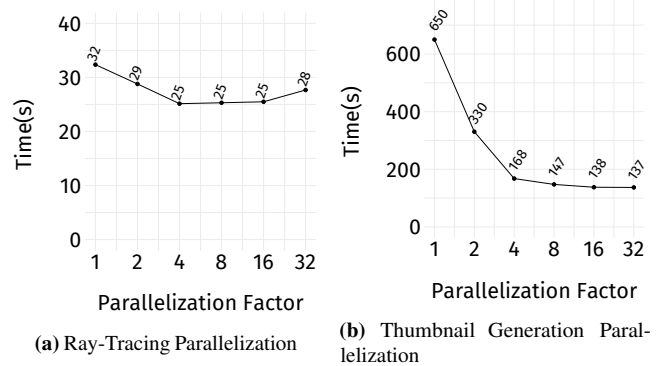 40
30
20
10
0
Time(s)
32
29
25
25
25
28
1 2 4 8 16 32
Parallelization Factor
(a) Ray-Tracing Parallelization
600
400
200
0
Time(s)
650
330
168
147
138
137
1 2 4 8 16 32
Parallelization Factor
(b) Thumbnail Generation Paral-
lelization